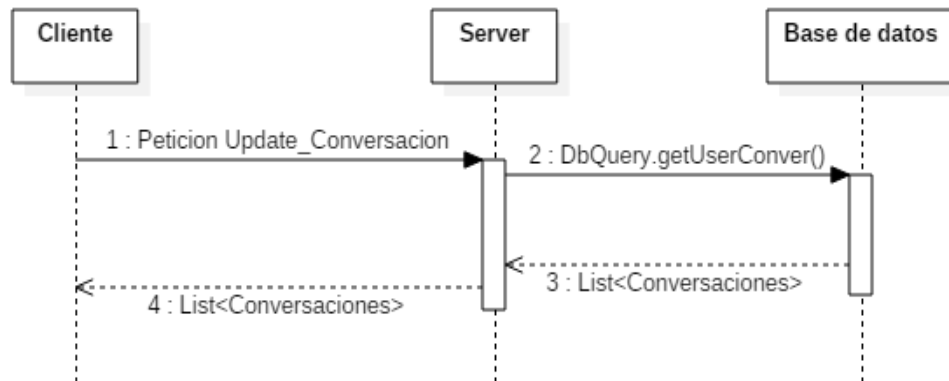 Cliente
Server
Base de datos
1 : Peticion Update_Conversacion
2 : DbQuery.getUserConver()
3 : List<Conversaciones>
4 : List<Conversaciones>